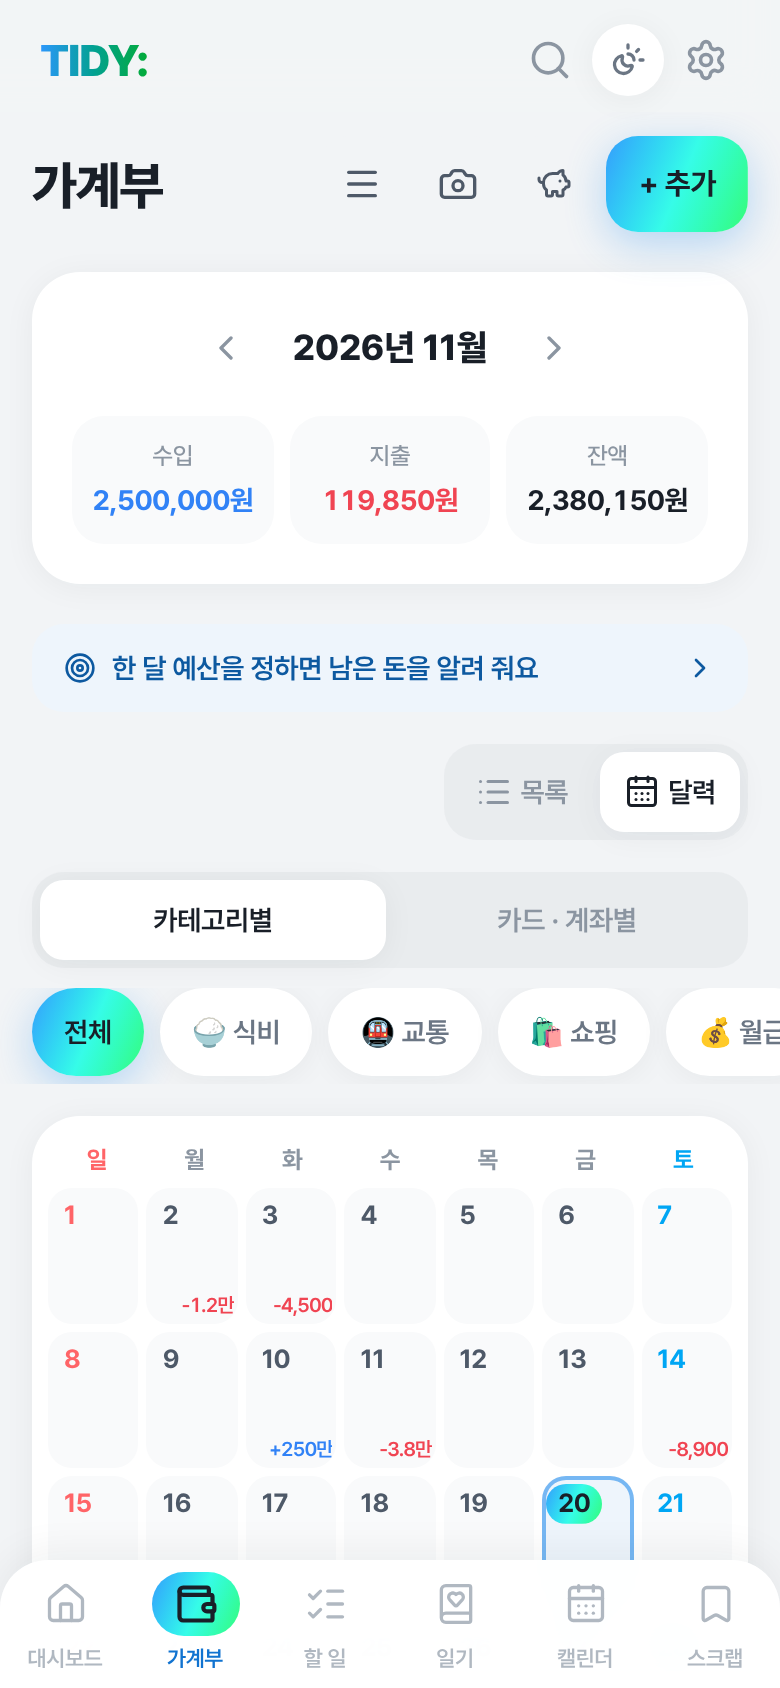 TIDY:
가계부
+ 추가
2026년 11월
수입 지출 잔액
2,500,000원 119,850원 2,380,150원
한 달 예산을 정하면 남은 돈을 알려 줘요
목록 달력
카테고리별 카드 · 계좌별
전체 식비 교통 쇼핑 월급
일 월 화 수 목 금 토
1 2 3 4 5 6 7
-1.2만 -4,500
8 9 10 11 12 13 14
+250만 -3.8만 -8,900
15 16 17 18 19 20 21
대시보드 가계부 할 일 일기 캘린더 스크랩